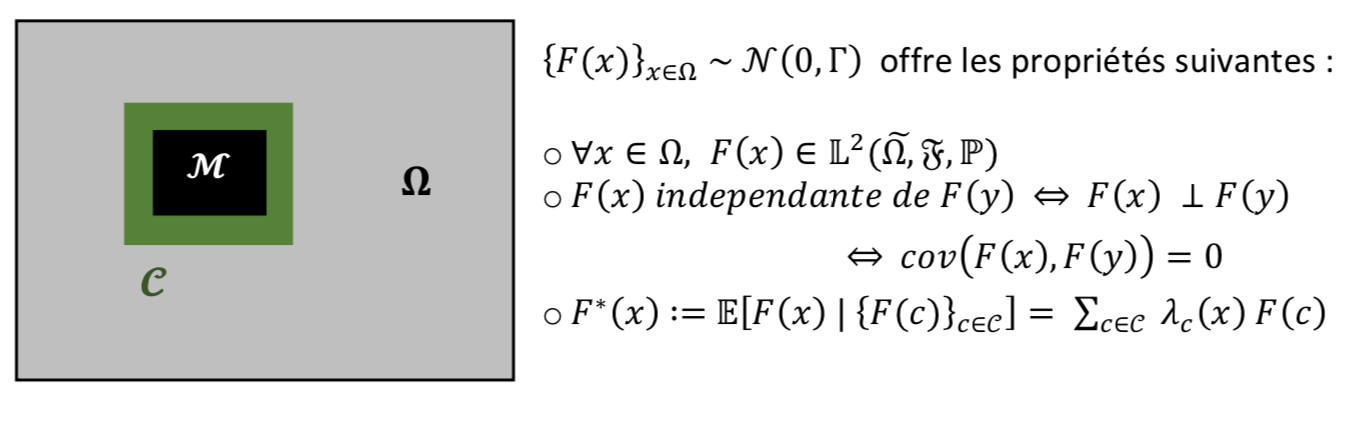 ℳ
Ω
𝒞
{F(x)}ₓ∈Ω ~ 𝒩(0, Γ) offre les propriétés suivantes :
○ ∀x ∈ Ω, F(x) ∈ 𝕃²(Ω̃, 𝔉, ℙ)
○ F(x) independante de F(y) ⇔ F(x) ⊥ F(y)
⇔ cov(F(x), F(y)) = 0
○ F*(x) := 𝔼[F(x) | {F(c)}_{c∈𝒞}] = ∑_{c∈𝒞} λ_c(x) F(c)